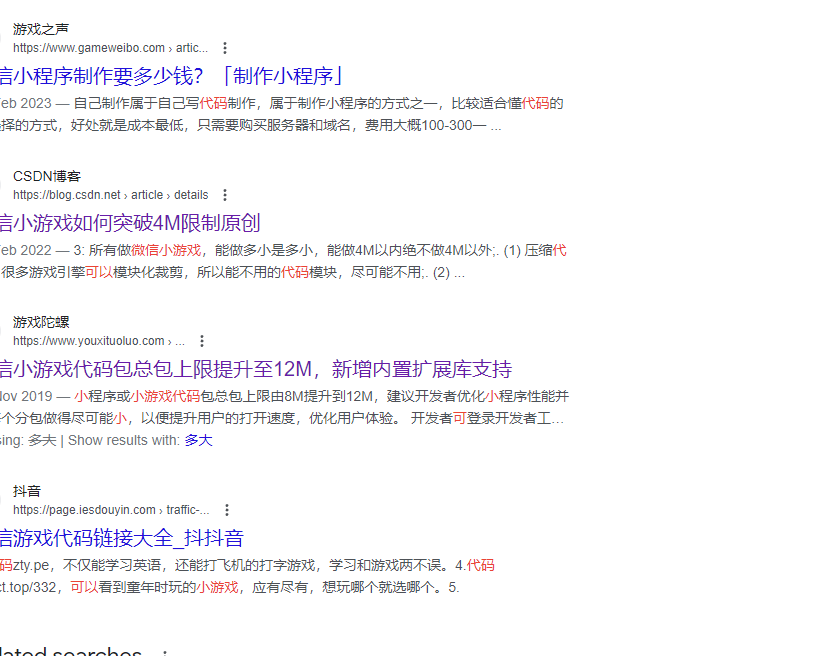 游戏之声
https://www.gameweibo.com › artic...
信小程序制作要多少钱？「制作小程序」
eb 2023 — 自己制作属于自己写代码制作，属于制作小程序的方式之一，比较适合懂代码的
择的方式，好处就是成本最低，只需要购买服务器和域名，费用大概100-300一 ...
CSDN博客
https://blog.csdn.net › article › details
信小游戏如何突破4M限制原创
eb 2022 — 3: 所有做微信小游戏，能做多小是多小，能做4M以内绝不做4M以外;. (1) 压缩代
很多游戏引擎可以模块化裁剪，所以能不用的代码模块，尽可能不用;. (2) ...
游戏陀螺
https://www.youxituoluo.com › ...
信小游戏代码包总包上限提升至12M，新增内置扩展库支持
Nov 2019 — 小程序或小游戏代码包总包上限由8M提升到12M，建议开发者优化小程序性能并
个分包做得尽可能小，以便提升用户的打开速度，优化用户体验。 开发者可登录开发者工...
sing: 多夫 | Show results with: 多大
抖音
https://page.iesdouyin.com › traffic-...
信游戏代码链接大全_抖抖音
码zty.pe，不仅能学习英语，还能打飞机的打字游戏，学习和游戏两不误。4.代码
ct.top/332，可以看到童年时玩的小游戏，应有尽有，想玩哪个就选哪个。5.
lated searches